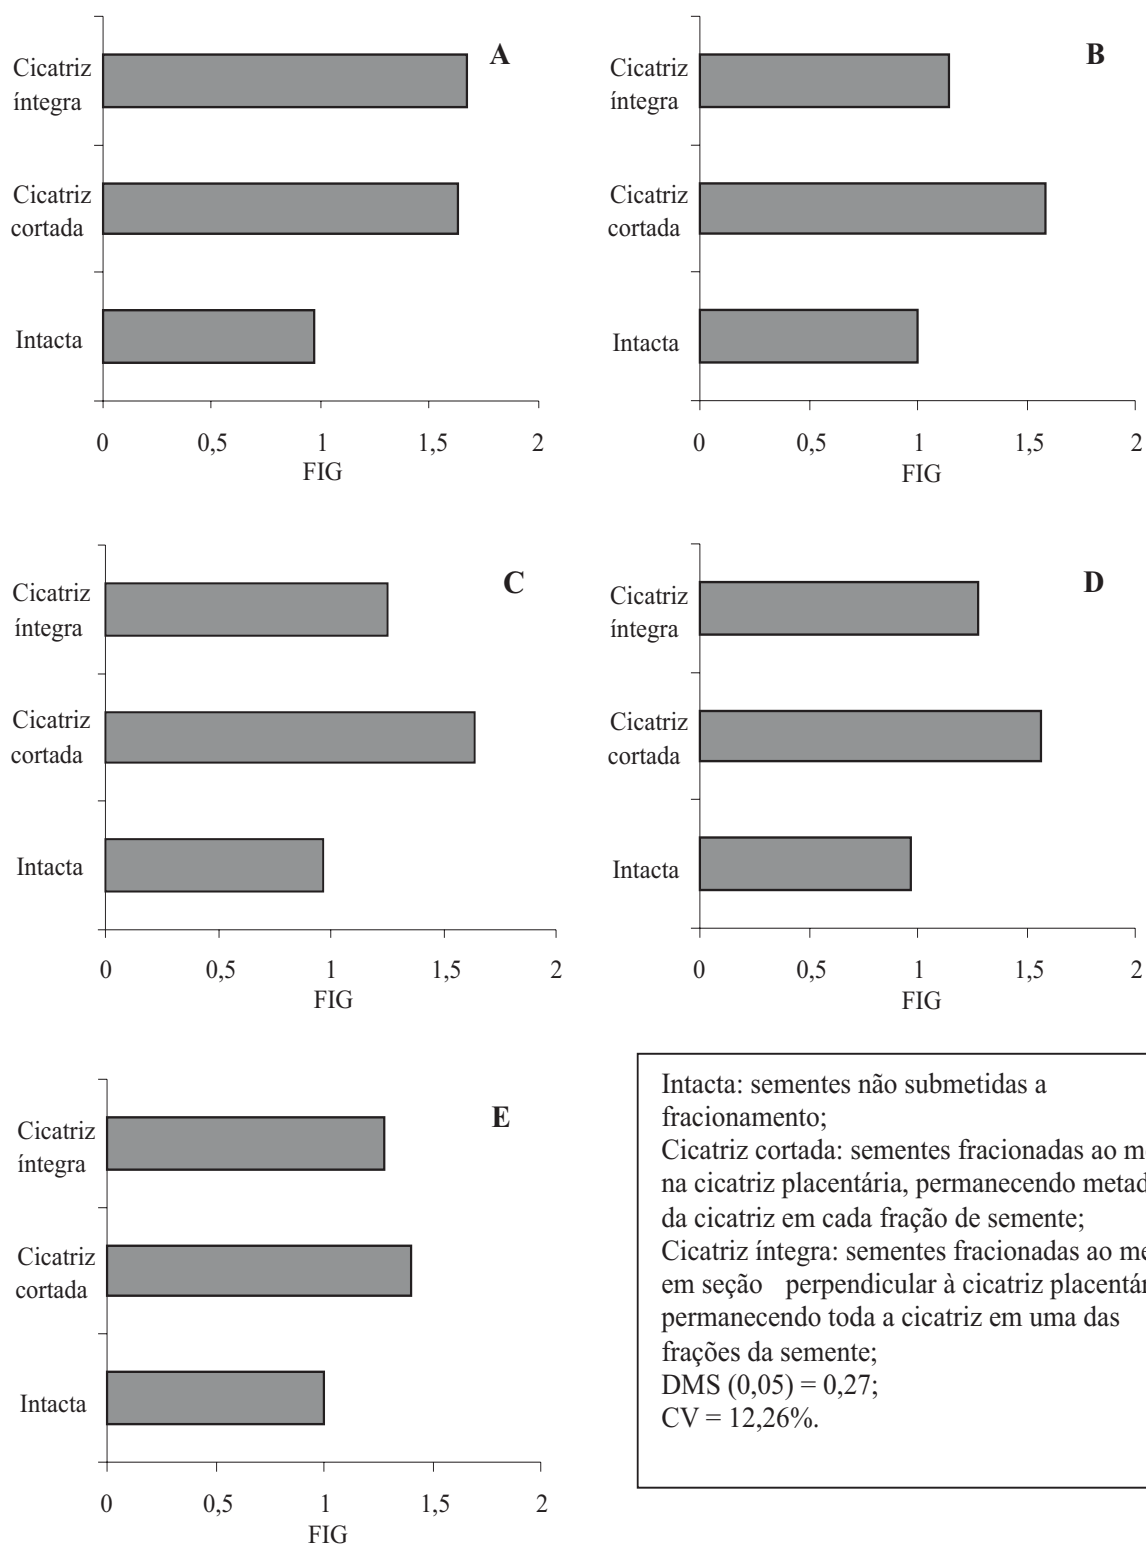 A
Cicatriz
íntegra
Cicatriz
cortada
Intacta
0 0,5 1 1,5 2
FIG
B
Cicatriz
íntegra
Cicatriz
cortada
Intacta
0 0,5 1 1,5 2
FIG
C
Cicatriz
íntegra
Cicatriz
cortada
Intacta
0 0,5 1 1,5 2
FIG
D
Cicatriz
íntegra
Cicatriz
cortada
Intacta
0 0,5 1 1,5 2
FIG
E
Cicatriz
íntegra
Cicatriz
cortada
Intacta
0 0,5 1 1,5 2
FIG
Intacta: sementes não submetidas a
fracionamento;
Cicatriz cortada: sementes fracionadas ao
na cicatriz placentária, permanecendo
da cicatriz em cada fração de semente;
Cicatriz íntegra: sementes fracionadas ao
em seção perpendicular à cicatriz
permanecendo toda a cicatriz em uma das
frações da semente;
DMS (0,05) = 0,27;
CV = 12,26%.